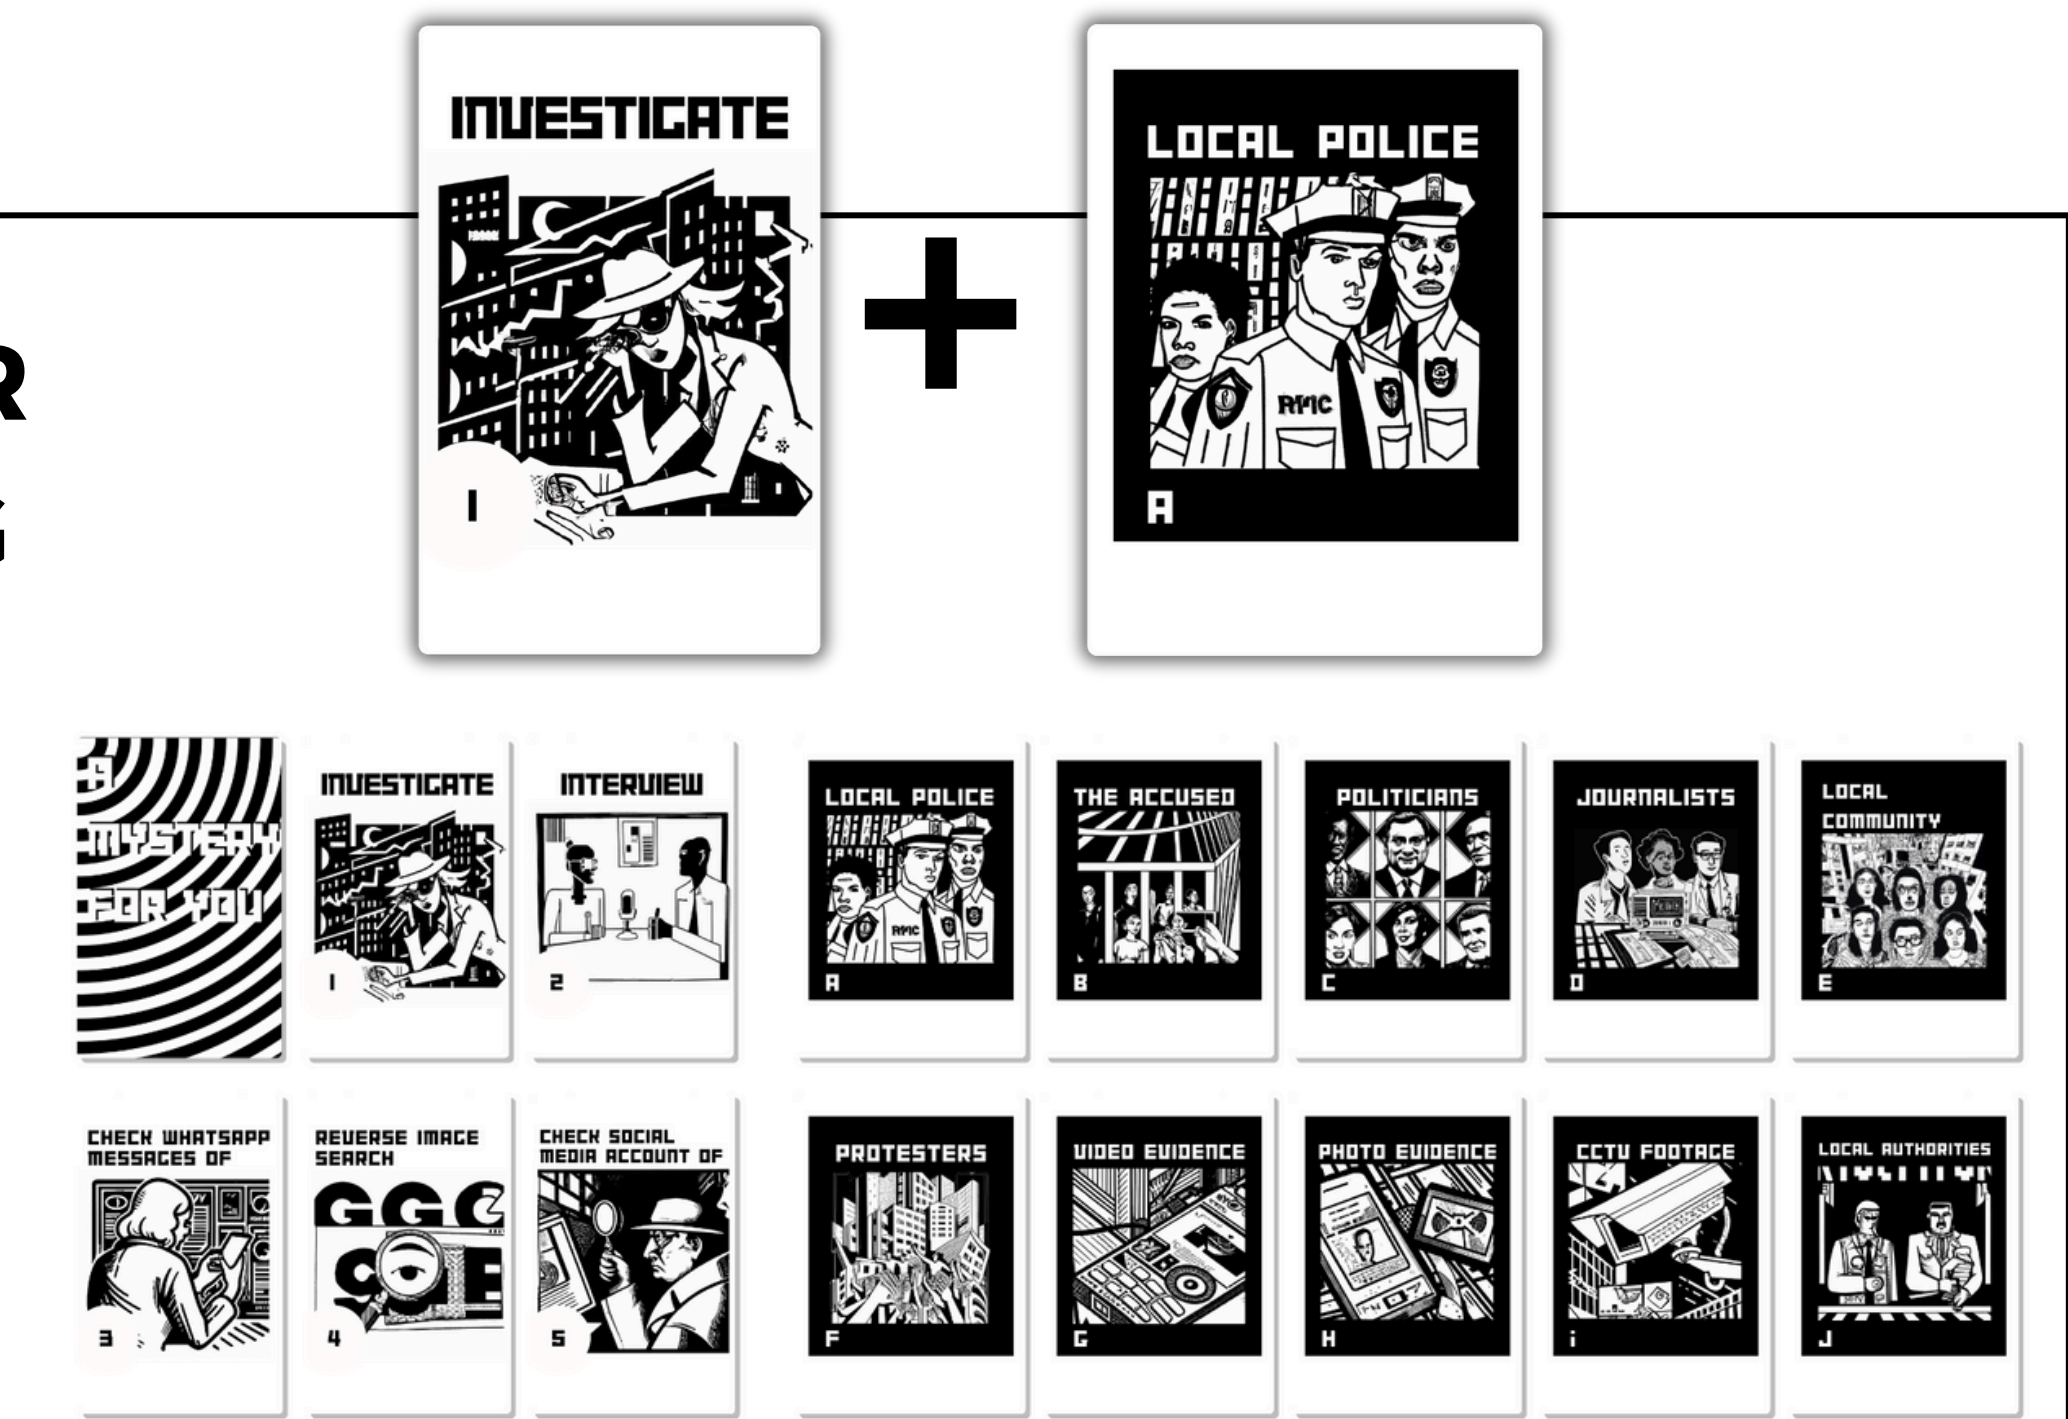 INVESTIGATE
1
LOCAL POLICE
A
R
G
A
MYSTERY
FOR YOU
INVESTIGATE
1
INTERVIEW
2
LOCAL POLICE
A
THE ACCUSED
B
POLITICIANS
C
JOURNALISTS
D
LOCAL
COMMUNITY
E
CHECK WHATSAPP
MESSAGES OF
3
REVERSE IMAGE
SEARCH
GGG
4
CHECK SOCIAL
MEDIA ACCOUNT OF
5
PROTESTERS
F
VIDEO EVIDENCE
G
PHOTO EVIDENCE
H
CCTV FOOTAGE
i
LOCAL AUTHORITIES
J